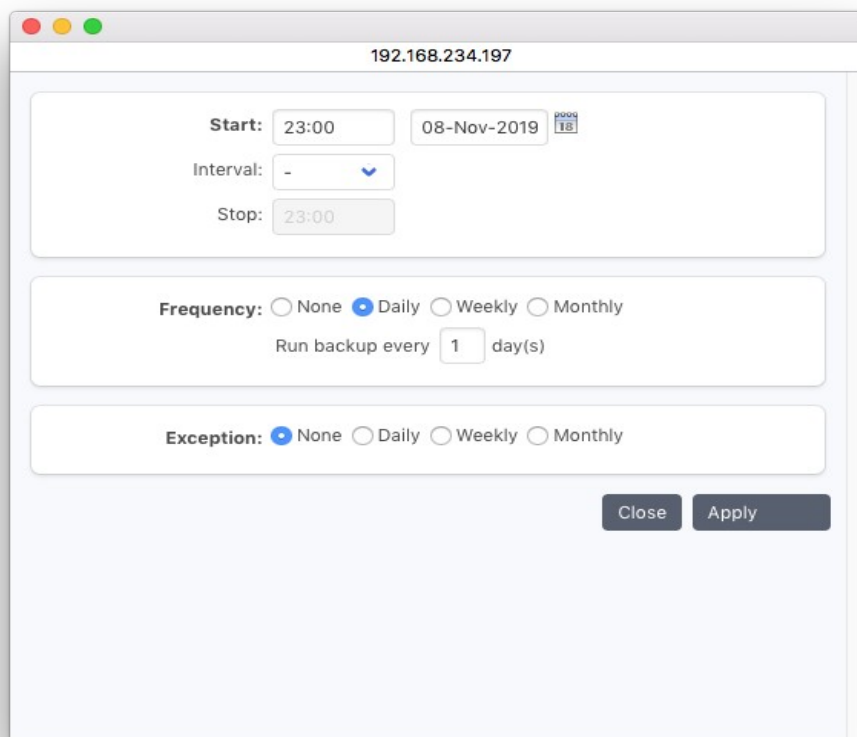 192.168.234.197
Start: 23:00 08-Nov-2019 18
Interval: -
Stop: 23:00
Frequency: None Daily Weekly Monthly
Run backup every 1 day(s)
Exception: None Daily Weekly Monthly
Close Apply